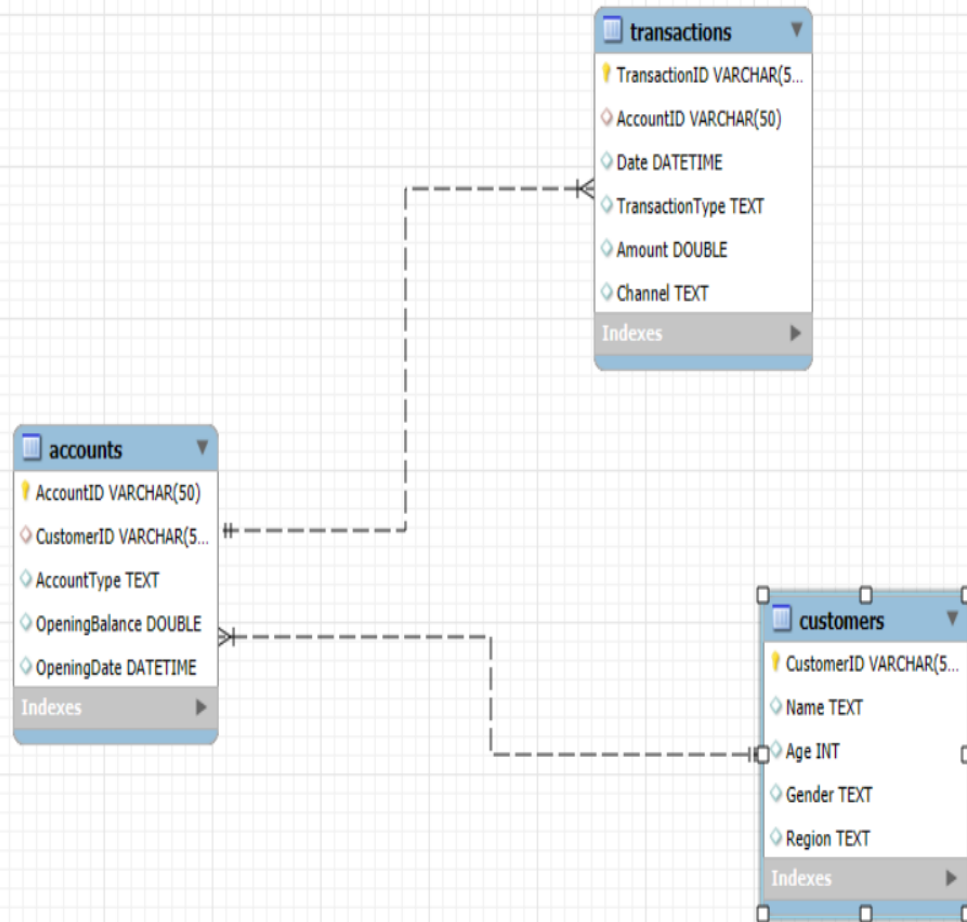 transactions
TransactionID VARCHAR(5...
AccountID VARCHAR(50)
Date DATETIME
TransactionType TEXT
Amount DOUBLE
Channel TEXT
Indexes
accounts
AccountID VARCHAR(50)
CustomerID VARCHAR(5...
AccountType TEXT
OpeningBalance DOUBLE
OpeningDate DATETIME
Indexes
customers
CustomerID VARCHAR(5...
Name TEXT
Age INT
Gender TEXT
Region TEXT
Indexes